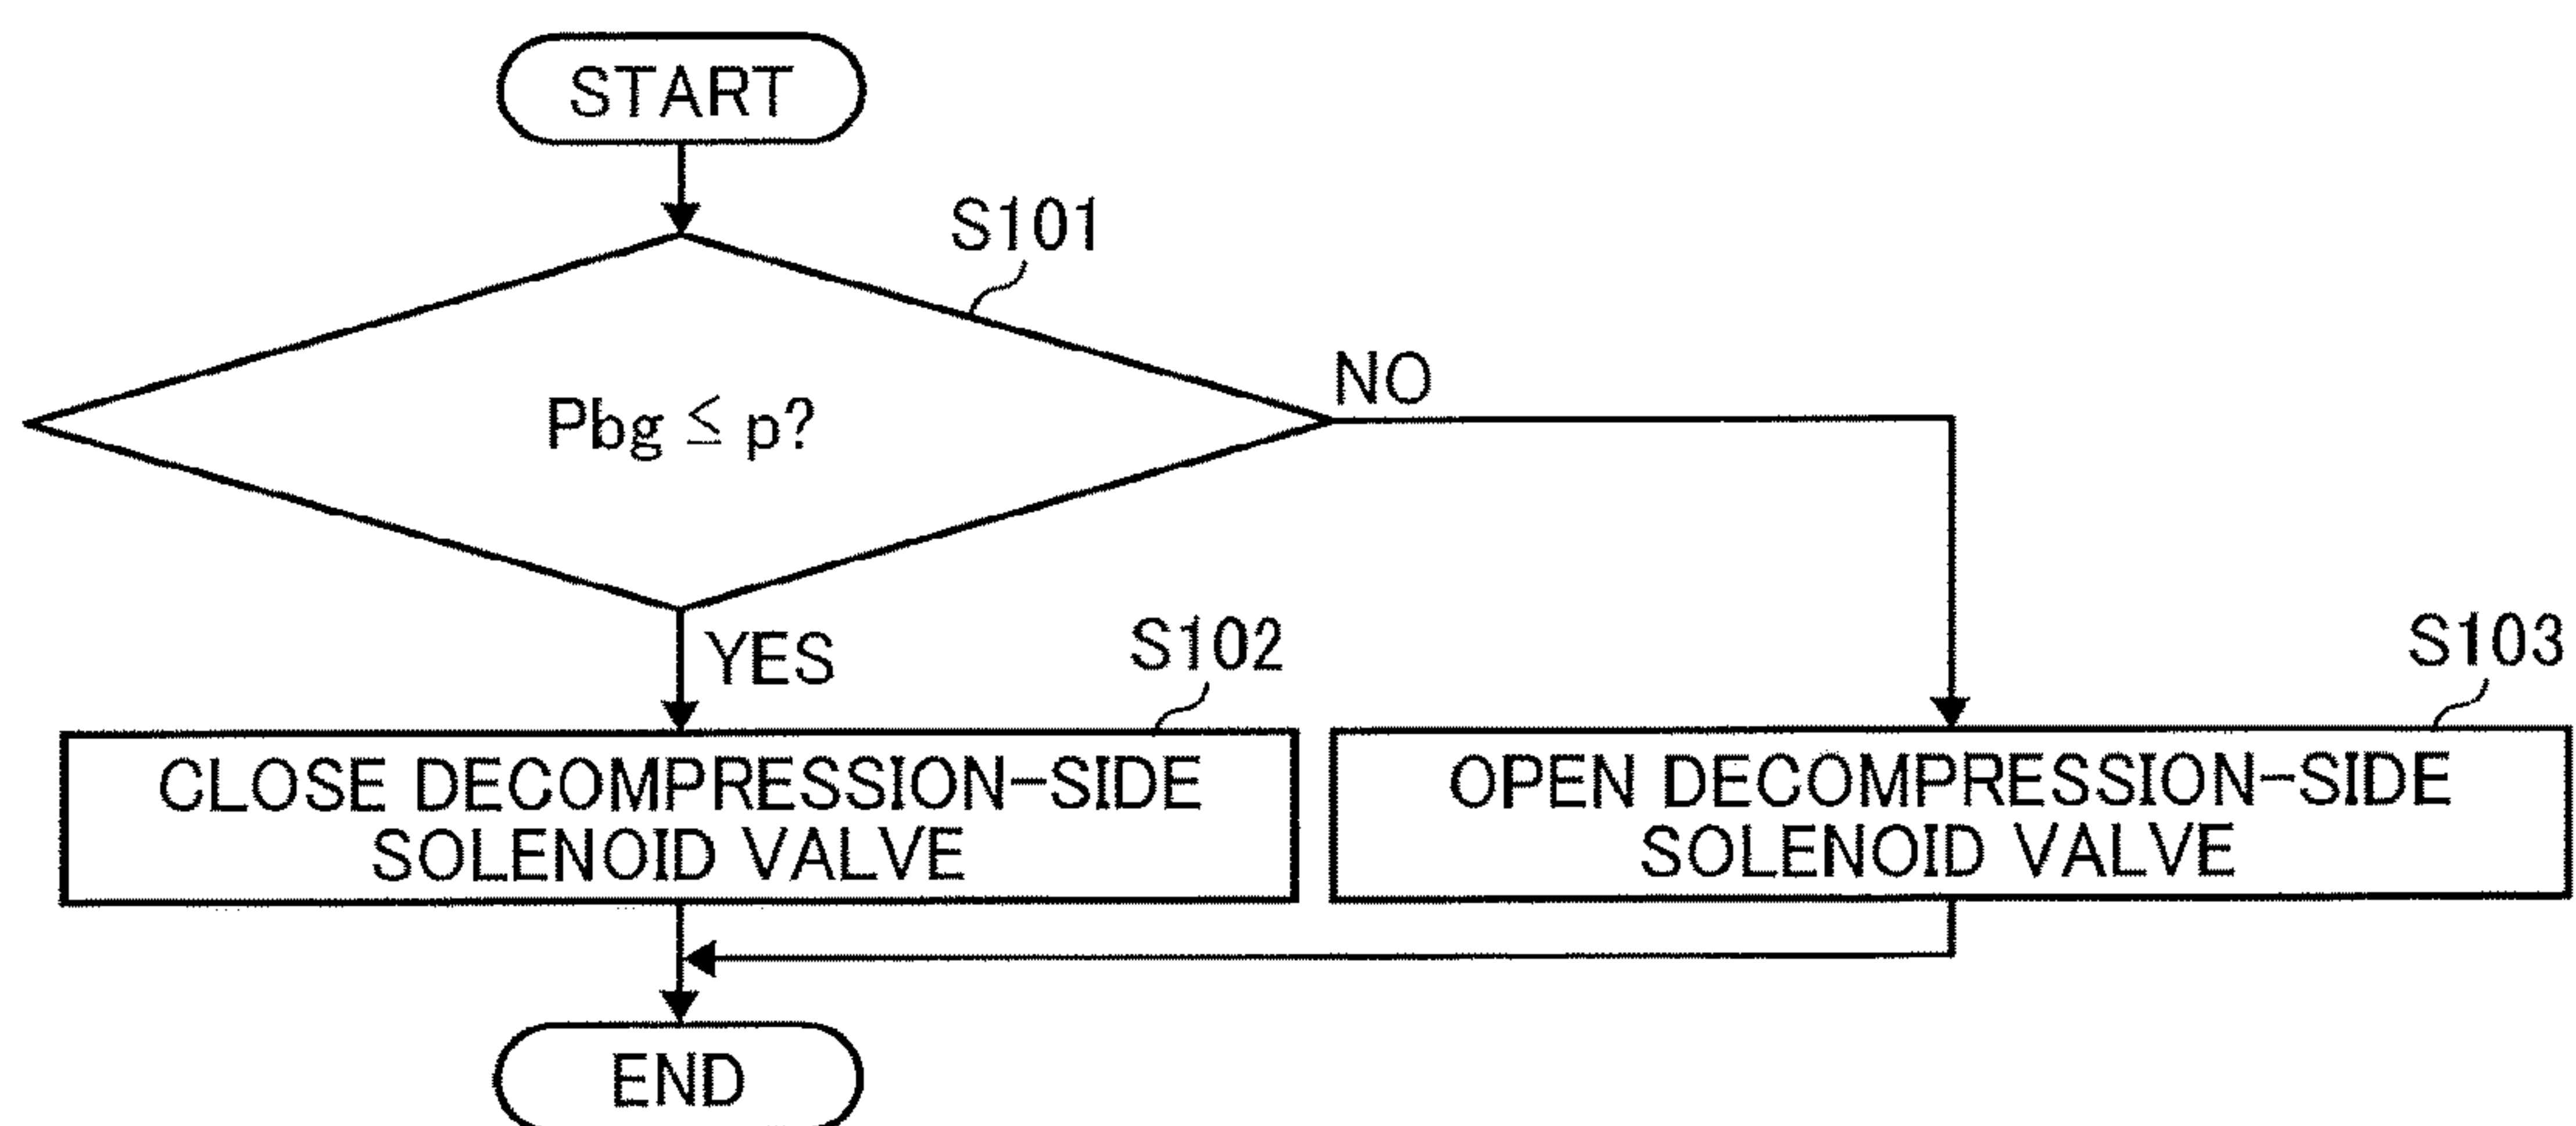 START
S101
Pbg ≦ p?
NO
YES
S102
S103
CLOSE DECOMPRESSION-SIDE
SOLENOID VALVE
OPEN DECOMPRESSION-SIDE
SOLENOID VALVE
END